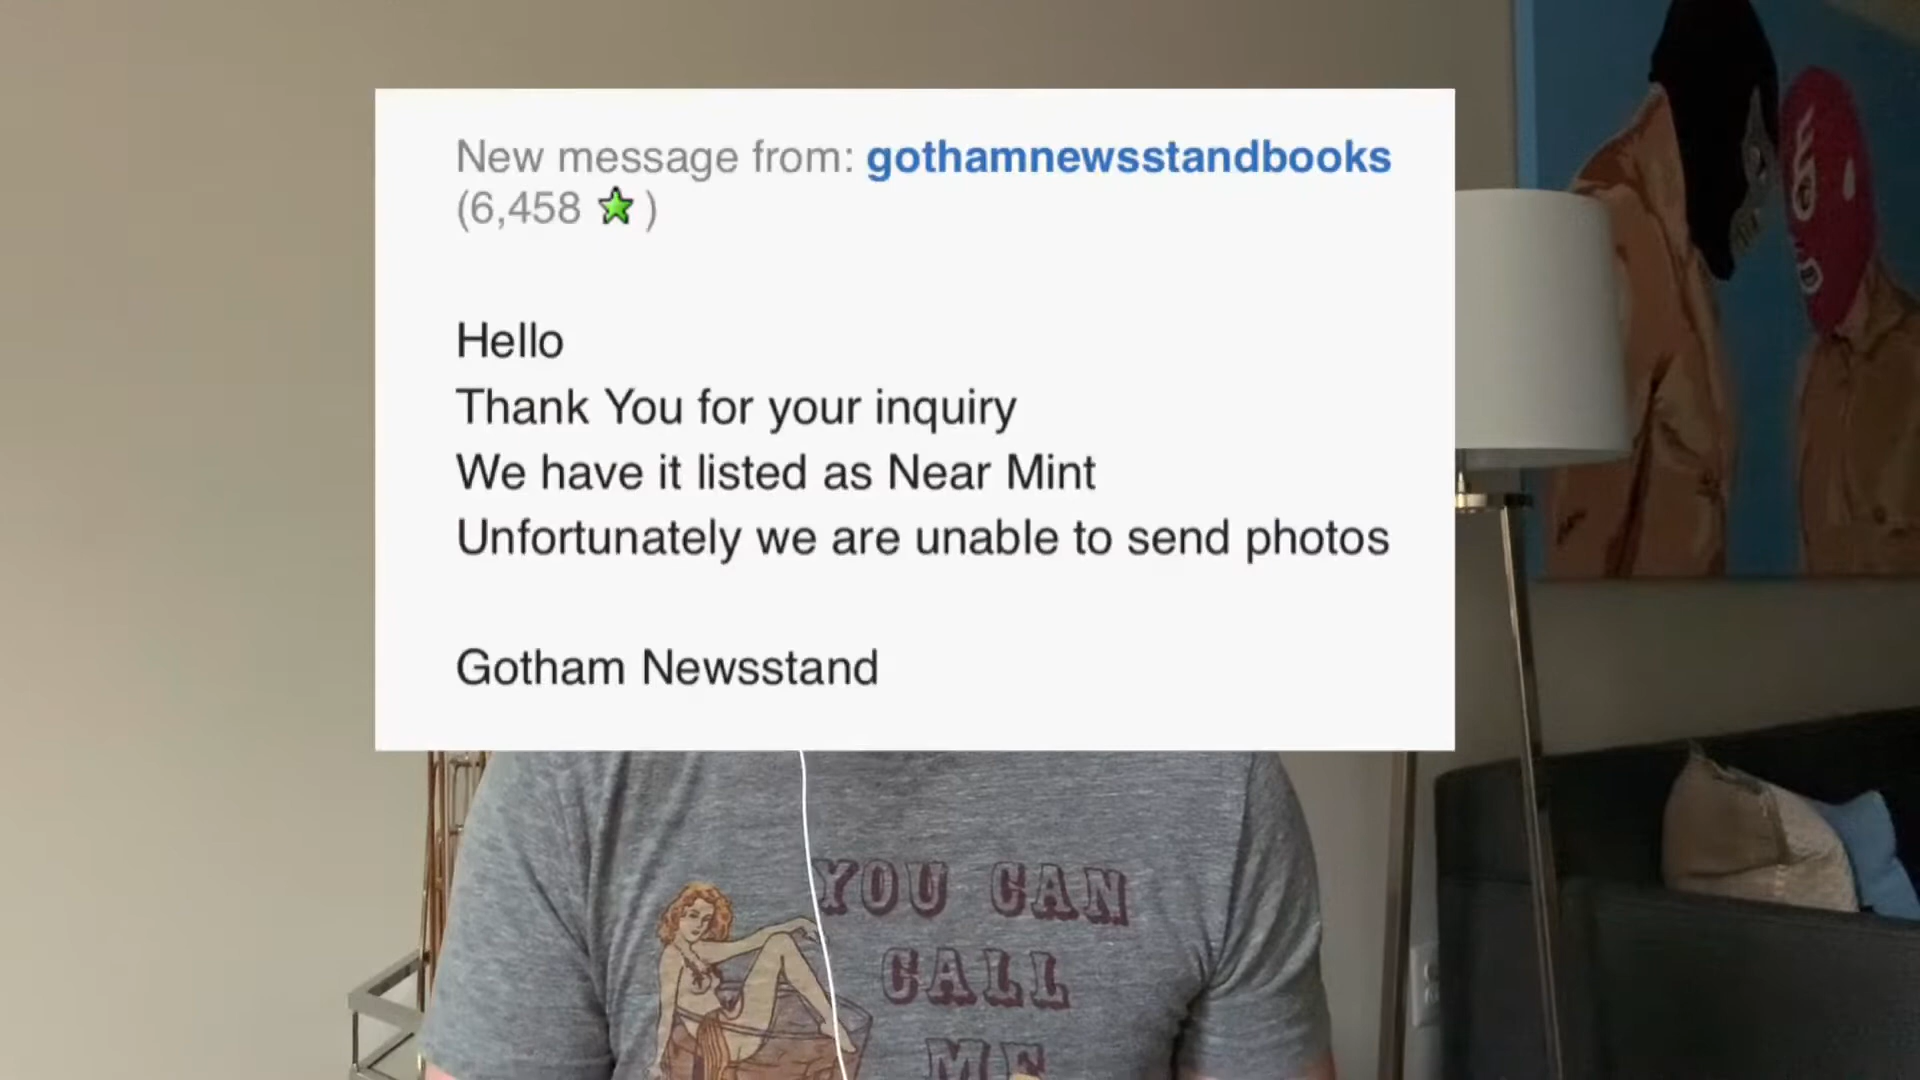 New message from: gothamnewsstandbooks
(6,458 )
Hello
Thank You for your inquiry
We have it listed as Near Mint
Unfortunately we are unable to send photos
Gotham Newsstand
YOU CAN
CALL
ME